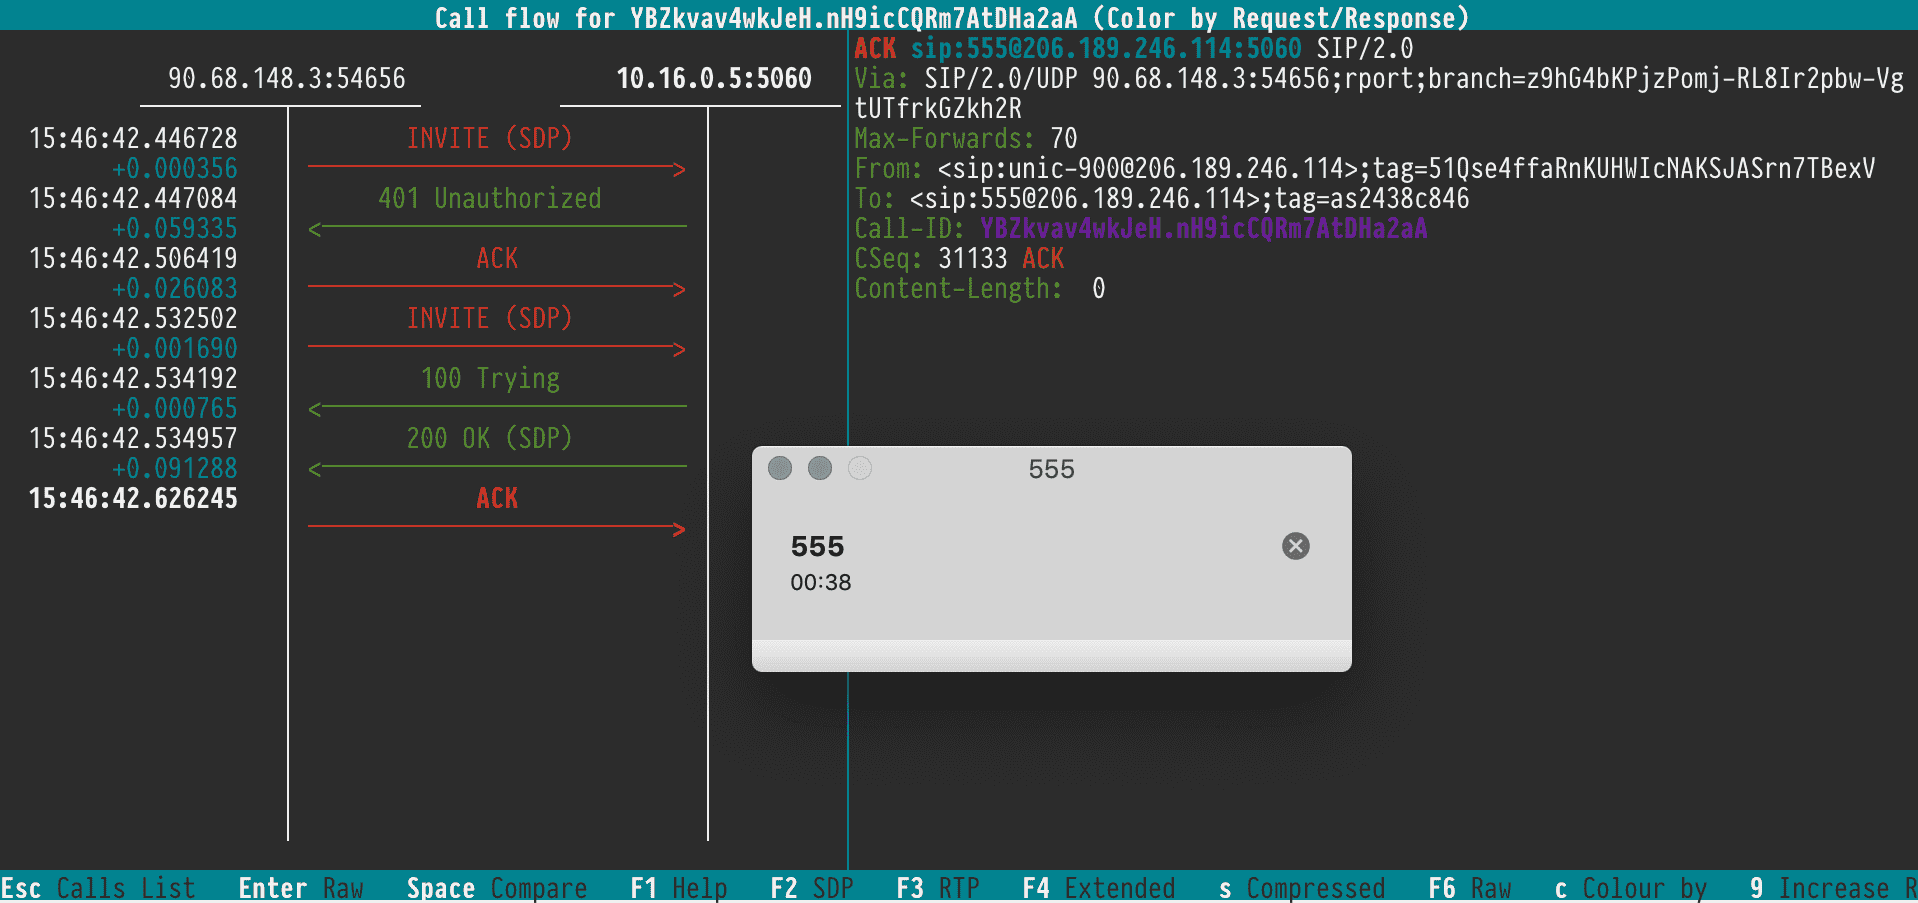 Call flow for YBZkvav4wkJeH.nH9icCQRm7AtDHa2aA (Color by Request/Response)
90.68.148.3:54656 10.16.0.5:5060
15:46:42.446728 INVITE (SDP)
+0.000356
15:46:42.447084 401 Unauthorized
+0.059335
15:46:42.506419 ACK
+0.026083
15:46:42.532502 INVITE (SDP)
+0.001690
15:46:42.534192 100 Trying
+0.000765
15:46:42.534957 200 OK (SDP)
+0.091288
15:46:42.626245 ACK
ACK sip:555@206.189.246.114:5060 SIP/2.0
Via: SIP/2.0/UDP 90.68.148.3:54656;rport;branch=z9hG4bKPjzPomj-RL8Ir2pbw-Vg
tUTfrkGZkh2R
Max-Forwards: 70
From: <sip:unic-900@206.189.246.114>;tag=51Qse4ffaRnKUHWIcNAKSJASrn7TBexV
To: <sip:555@206.189.246.114>;tag=as2438c846
Call-ID: YBZkvav4wkJeH.nH9icCQRm7AtDHa2aA
CSeq: 31133 ACK
Content-Length:  0
555
555
00:38
Esc Calls List Enter Raw Space Compare F1 Help F2 SDP F3 RTP F4 Extended s Compressed F6 Raw c Colour by 9 Increase R